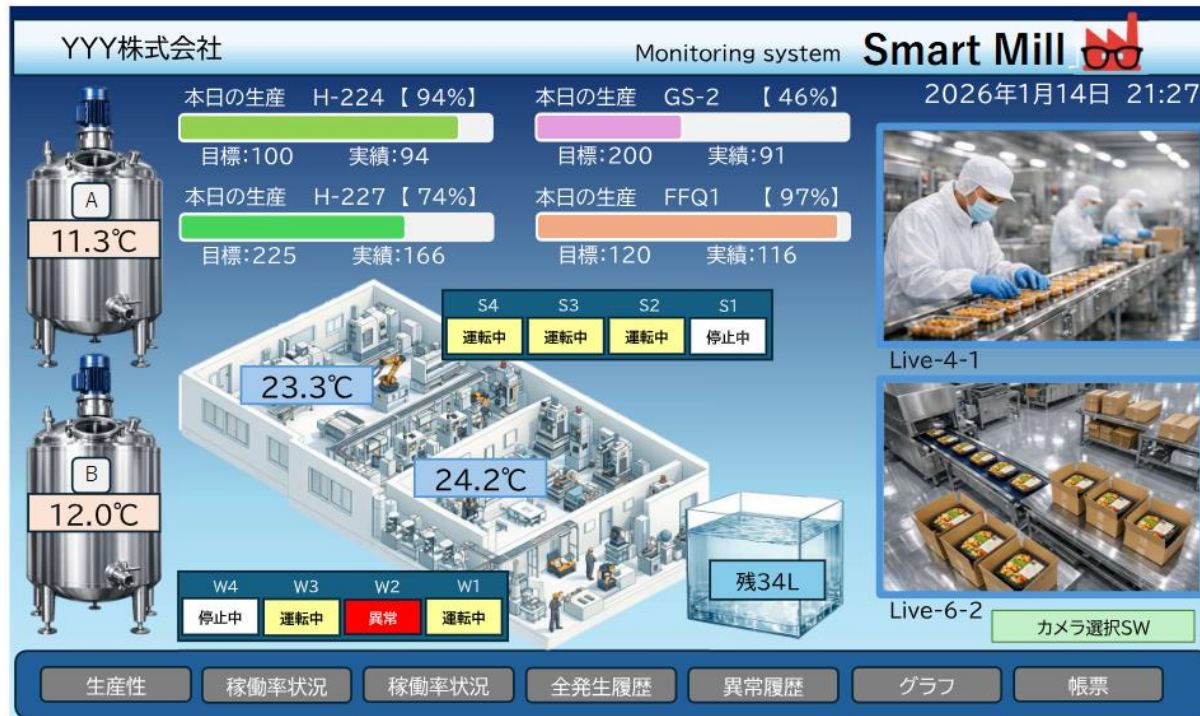 YYY株式会社
Monitoring system Smart Mill
2026年1月14日 21:27
本日の生産 H-224 【 94%】
目標:100 実績:94
本日の生産 GS-2 【 46%】
目標:200 実績:91
本日の生産 H-227 【 74%】
目標:225 実績:166
本日の生産 FFQ1 【 97%】
目標:120 実績:116
A
11.3℃
B
12.0℃
S4 S3 S2 S1
運転中 運転中 運転中 停止中
23.3℃
24.2℃
残34L
W4 W3 W2 W1
停止中 運転中 異常 運転中
Live-4-1
Live-6-2
カメラ選択SW
生産性 稼働率状況 稼働率状況 全発生履歴 異常履歴 グラフ 帳票